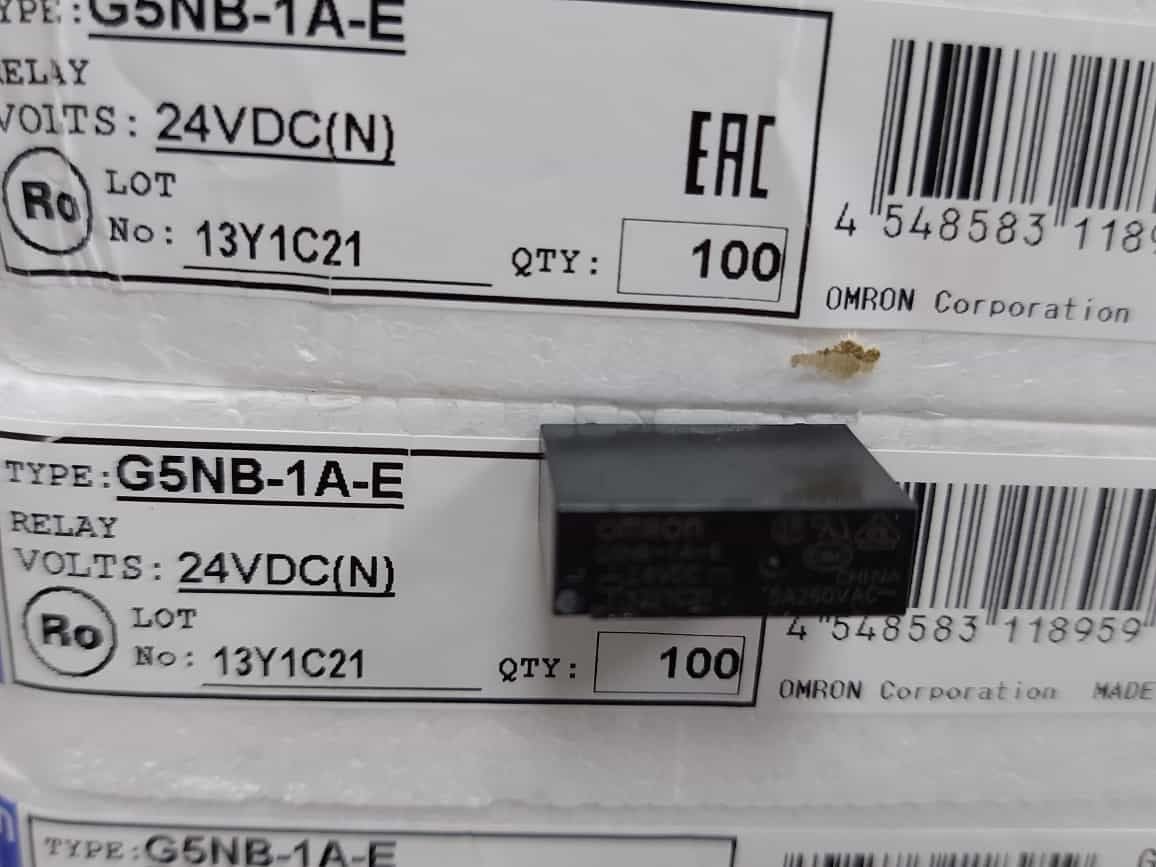 TYPE: G5NB-1A-E
RELAY
VOLTS: 24VDC(N)
Ro
LOT
No: 13Y1C21
QTY: 100
EAC
4 548583 118
OMRON Corporation
TYPE: G5NB-1A-E
RELAY
VOLTS: 24VDC(N)
Ro
LOT
No: 13Y1C21
QTY: 100
OMRON
CHINA
5A250VAC~
4 548583 118959
OMRON Corporation MADE
TYPE: G5NB-1A-E